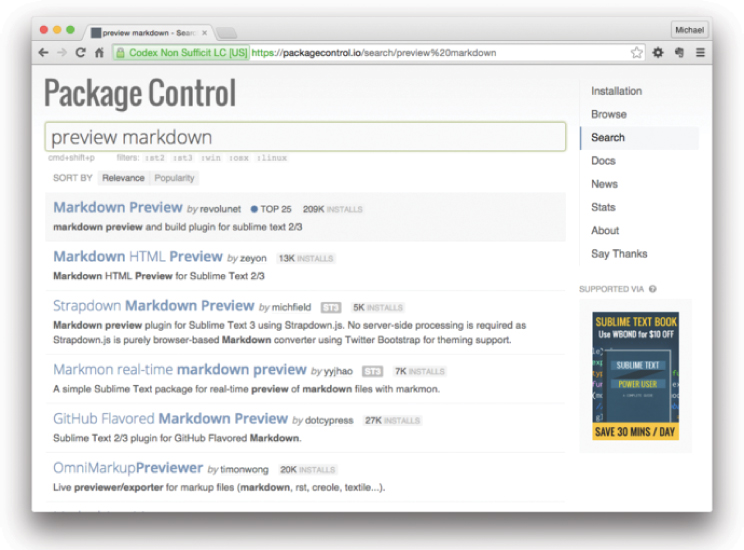 preview markdown - Sear
Michael
Codex Non Sufficit LC [US] https://packagecontrol.io/search/preview%20markdown
Package Control
preview markdown
cmd+shift+p filters: :st2 :st3 :win :osx :linux
SORT BY Relevance Popularity
Markdown Preview by revolunet TOP 25 209K INSTALLS
markdown preview and build plugin for sublime text 2/3
Markdown HTML Preview by zeyon 13K INSTALLS
Markdown HTML Preview for Sublime Text 2/3
Strapdown Markdown Preview by michfield ST3 5K INSTALLS
Markdown preview plugin for Sublime Text 3 using Strapdown.js. No server-side processing is required as
Strapdown.js is purely browser-based Markdown converter using Twitter Bootstrap for theming support.
Markmon real-time markdown preview by yyjhao ST3 7K INSTALLS
A simple Sublime Text package for real-time preview of markdown files with markmon.
GitHub Flavored Markdown Preview by dotcypress 27K INSTALLS
Sublime Text 2/3 plugin for GitHub Flavored Markdown.
OmniMarkupPreviewer by timonwong 20K INSTALLS
Live previewer/exporter for markup files (markdown, rst, creole, textile...).
Installation
Browse
Search
Docs
News
Stats
About
Say Thanks
SUPPORTED VIA
SUBLIME TEXT BOOK
Use WBOND for $10 OFF
SUBLIME TEXT
POWER USER
SAVE 30 MINS / DAY